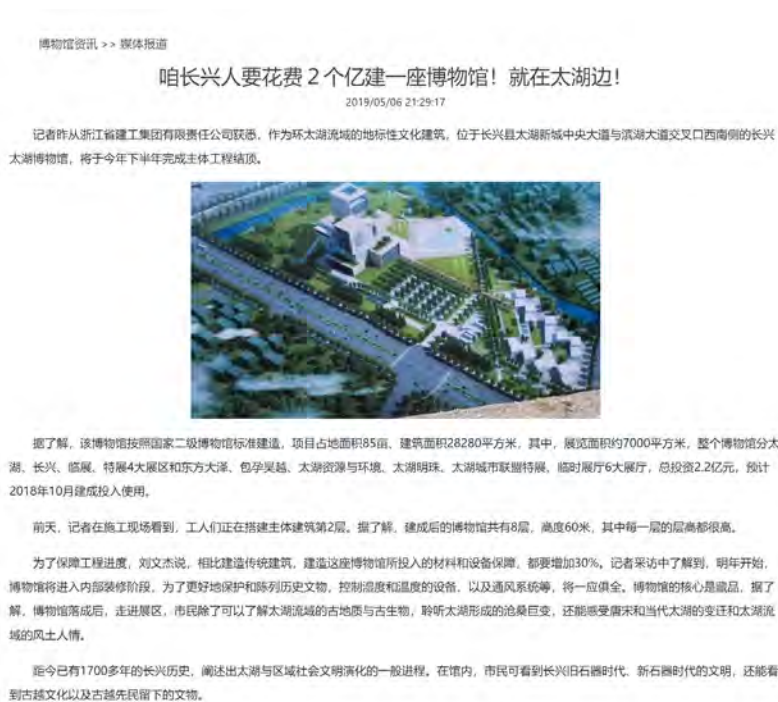 博物馆资讯 >> 媒体报道
咱长兴人要花费2个亿建一座博物馆！就在太湖边！
2019/05/06 21:29:17
记者昨从浙江省建工集团有限责任公司获悉，作为环太湖流域的地标性文化建筑，位于长兴县太湖新城中央大道与滨湖大道交叉口西南侧的长兴
太湖博物馆，将于今年下半年完成主体工程结顶。
据了解，该博物馆按照国家二级博物馆标准建造，项目占地面积85亩、建筑面积28280平方米，其中，展览面积约7000平方米，整个博物馆分太
湖、长兴、临展、特展4大展区和东方大泽、包孕吴越、太湖资源与环境、太湖明珠、太湖城市联盟特展、临时展厅6大展厅，总投资2.2亿元，预计
2018年10月建成投入使用。
前天，记者在施工现场看到，工人们正在搭建主体建筑第2层。据了解，建成后的博物馆共有8层，高度60米，其中每一层的层高都很高。
为了保障工程进度，刘文杰说，相比建造传统建筑，建造这座博物馆所投入的材料和设备保障，都要增加30%。记者采访中了解到，明年开始，
博物馆将进入内部装修阶段，为了更好地保护和陈列历史文物，控制湿度和温度的设备，以及通风系统等，将一应俱全。博物馆的核心是藏品，据了
解，博物馆落成后，走进展区，市民除了可以了解太湖流域的古地质与古生物，聆听太湖形成的沧桑巨变，还能感受唐宋和当代太湖的变迁和太湖流
域的风土人情。
距今已有1700多年的长兴历史，阐述出太湖与区域社会文明演化的一般进程。在馆内，市民可看到长兴旧石器时代、新石器时代的文明，还能看
到古越文化以及古越先民留下的文物。